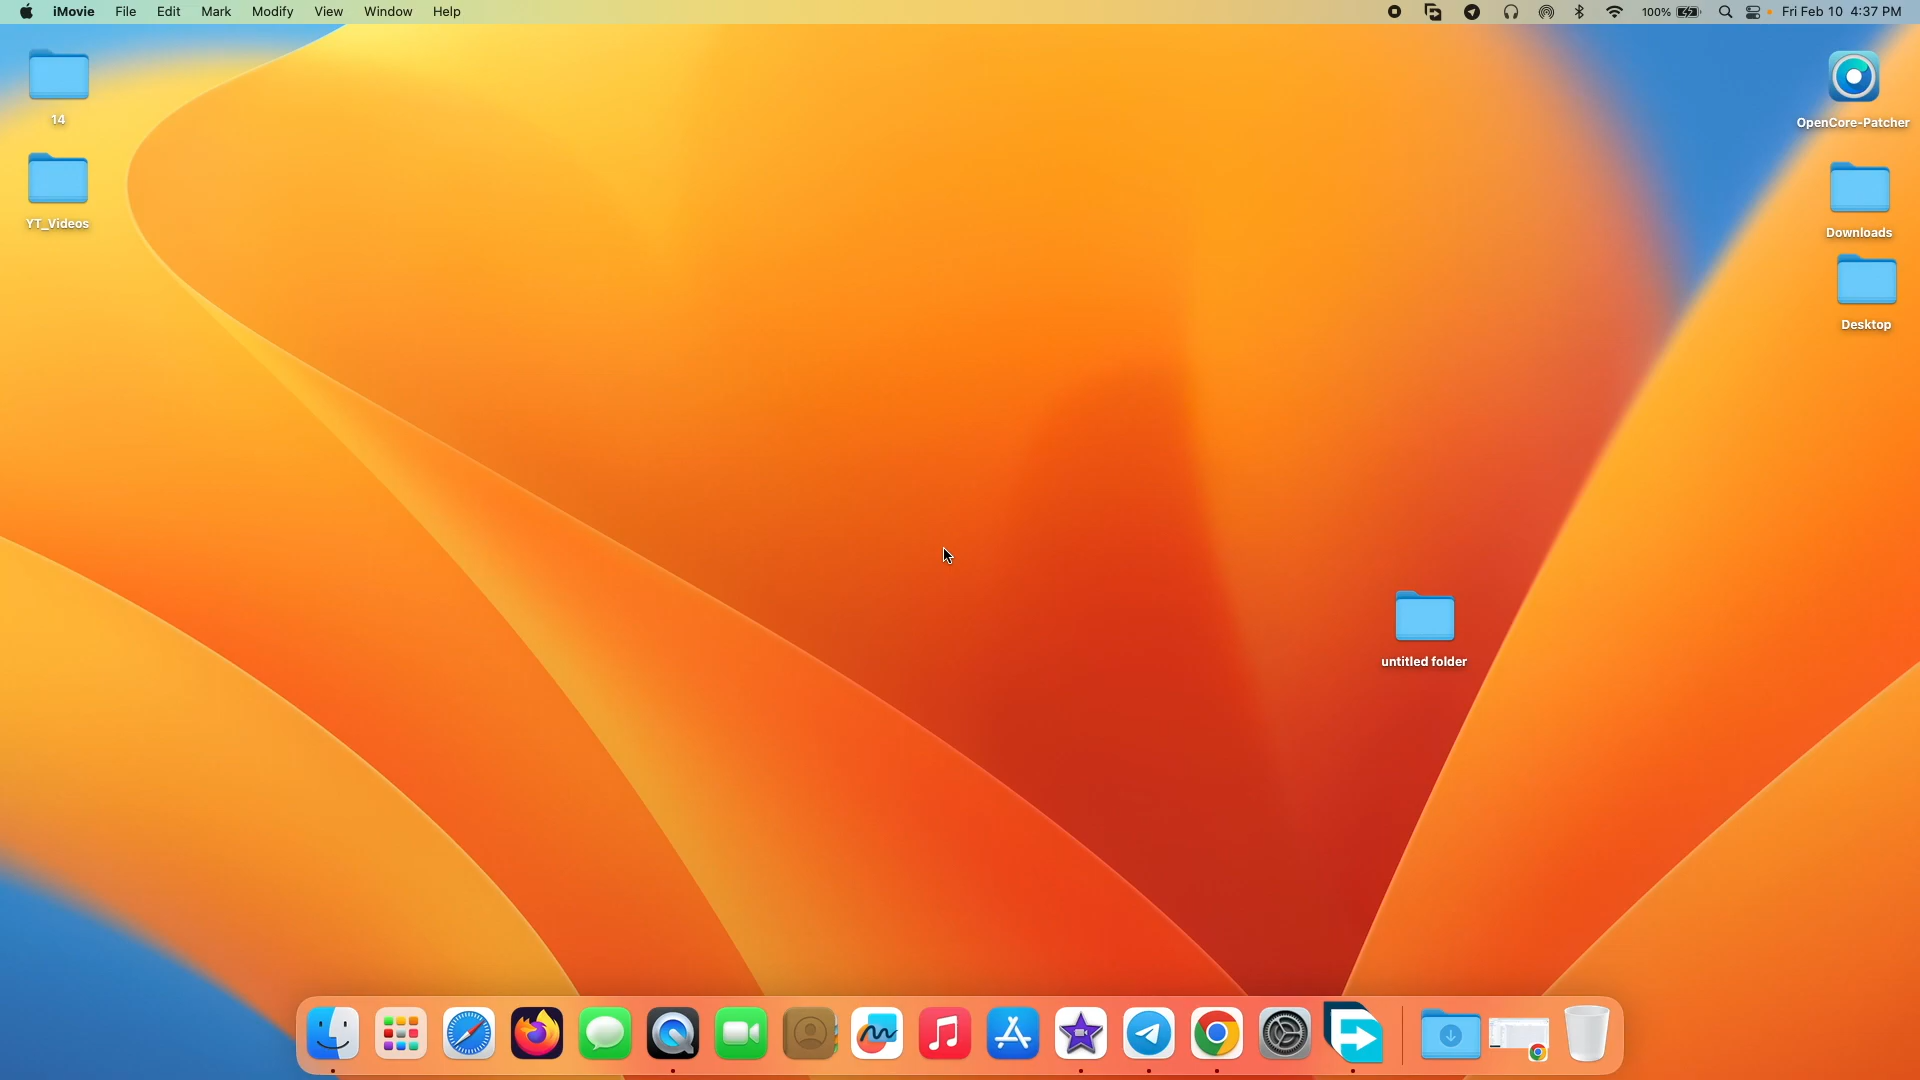 iMovie File Edit Mark Modify View Window Help 100% Fri Feb 10 4:37 PM
14
YT_Videos
OpenCore-Patcher
Downloads
Desktop
untitled folder